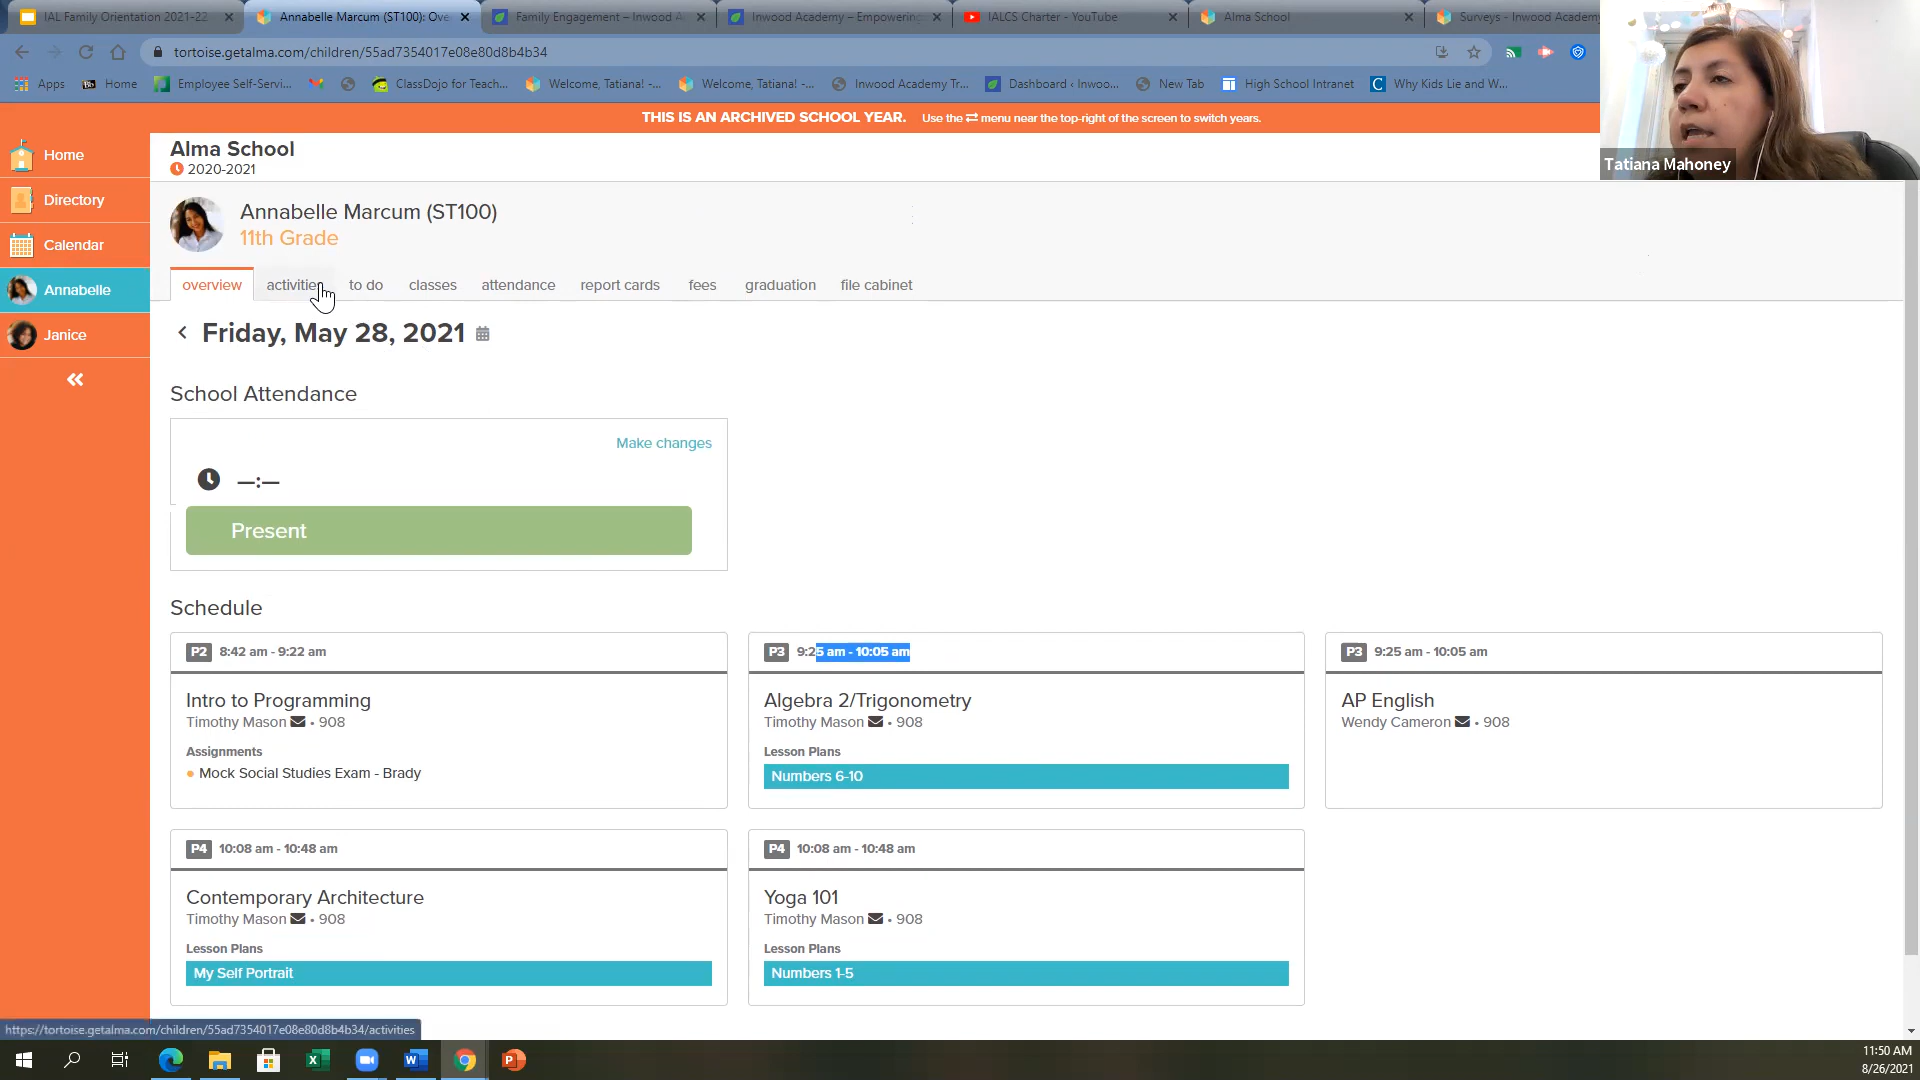 IAL Family Orientation 2021-22
Annabelle Marcum (ST100): Ove
Family Engagement – Inwood A
Inwood Academy – Empowering
IALCS Charter - YouTube
Alma School
Surveys - Inwood Academy
tortoise.getalma.com/children/55ad7354017e08e80d8b4b34
Apps
Home
Employee Self-Servi...
ClassDojo for Teach...
Welcome, Tatiana! -...
Welcome, Tatiana! -...
Inwood Academy Tr...
Dashboard ‹ Inwoo...
New Tab
High School Intranet
Why Kids Lie and W...
THIS IS AN ARCHIVED SCHOOL YEAR. Use the ⇄ menu near the top-right of the screen to switch years.
Tatiana Mahoney
Home
Directory
Calendar
Annabelle
Janice
Alma School
2020-2021
Annabelle Marcum (ST100)
11th Grade
overview
activities
to do
classes
attendance
report cards
fees
graduation
file cabinet
Friday, May 28, 2021
School Attendance
Make changes
—:—
Present
Schedule
P2 8:42 am - 9:22 am
Intro to Programming
Timothy Mason • 908
Assignments
• Mock Social Studies Exam - Brady
P3 9:25 am - 10:05 am
Algebra 2/Trigonometry
Timothy Mason • 908
Lesson Plans
Numbers 6-10
P3 9:25 am - 10:05 am
AP English
Wendy Cameron • 908
P4 10:08 am - 10:48 am
Contemporary Architecture
Timothy Mason • 908
Lesson Plans
My Self Portrait
P4 10:08 am - 10:48 am
Yoga 101
Timothy Mason • 908
Lesson Plans
Numbers 1-5
https://tortoise.getalma.com/children/55ad7354017e08e80d8b4b34/activities
11:50 AM
8/26/2021